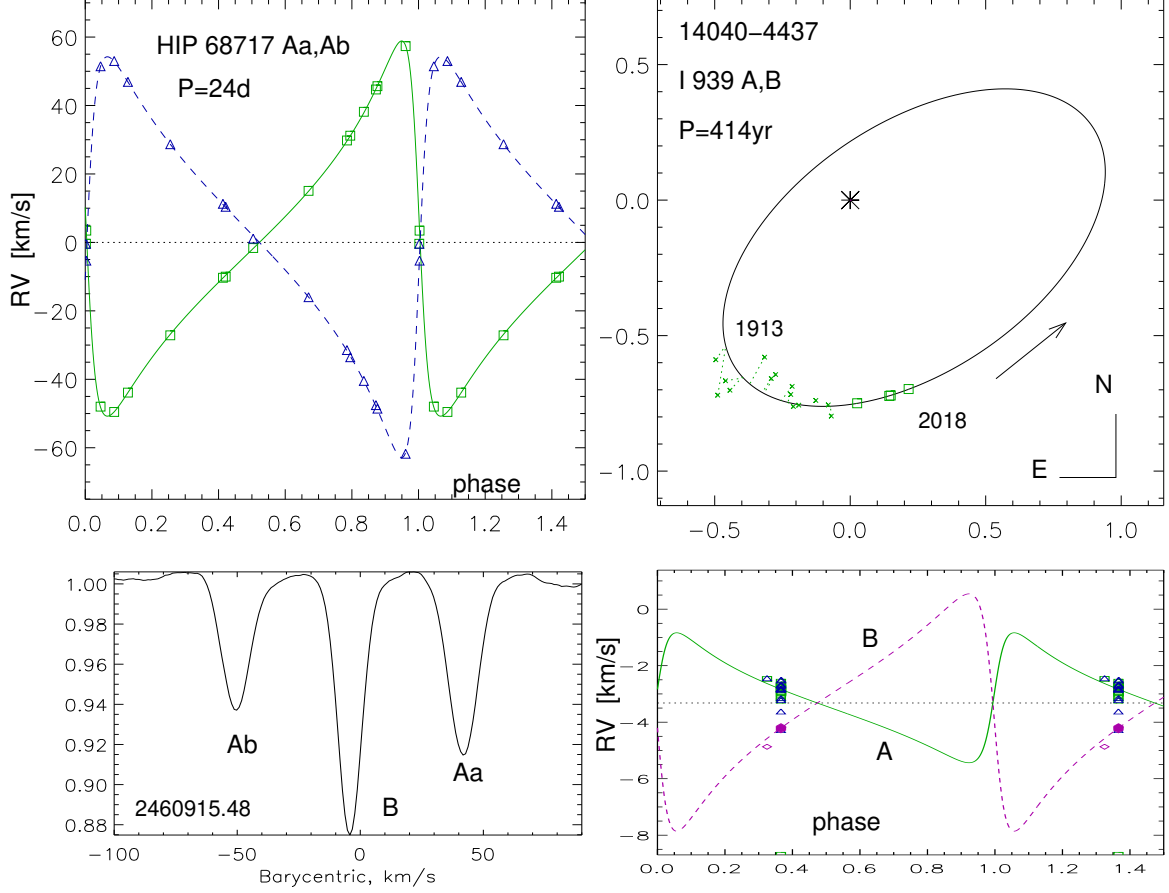 HIP 68717 Aa,Ab
P=24d
RV [km/s]
60
40
20
0
−20
−40
−60
phase
0.0 0.2 0.4 0.6 0.8 1.0 1.2 1.4
14040−4437
I 939 A,B
P=414yr
0.5
0.0
−0.5
−1.0
1913
2018
N
E
−0.5 0.0 0.5 1.0
1.00
0.98
0.96
0.94
0.92
0.90
0.88
Ab
Aa
B
2460915.48
−100 −50 0 50
Barycentric, km/s
RV [km/s]
0
−2
−4
−6
−8
B
A
phase
0.0 0.2 0.4 0.6 0.8 1.0 1.2 1.4